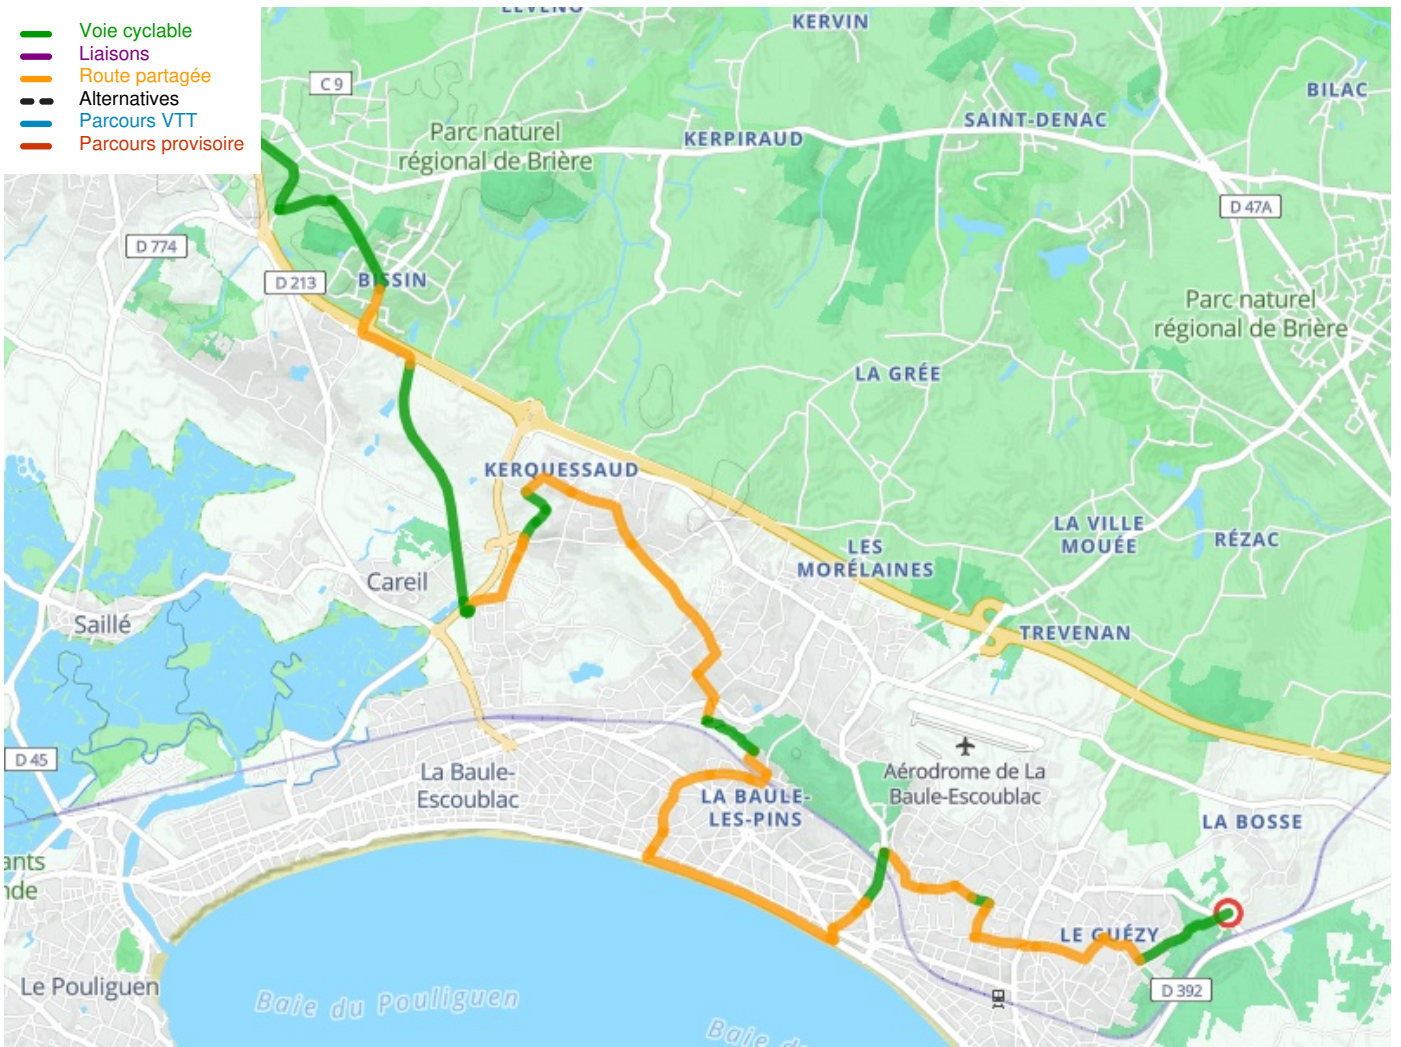 Voie cyclable
Liaisons
Route partagée
Alternatives
Parcours VTT
Parcours provisoire
KERVIN
C 9
BILAC
SAINT-DENAC
Parc naturel
régional de Brière
KERPIRAUD
D 47A
D 774
D 213
BISSIN
Parc naturel
régional de Brière
LA GRÉE
KERQUESSAUD
LA VILLE
MOUÉE
RÉZAC
LES
MORÉLAINES
Careil
Saillé
TREVENAN
D 45
La Baule-
Escoublac
Aérodrome de La
Baule-Escoublac
LA BAULE-
LES-PINS
LA BOSSE
ants
nde
LE GUÉZY
Le Pouliguen
D 392
Baie du Pouliguen
Baie d